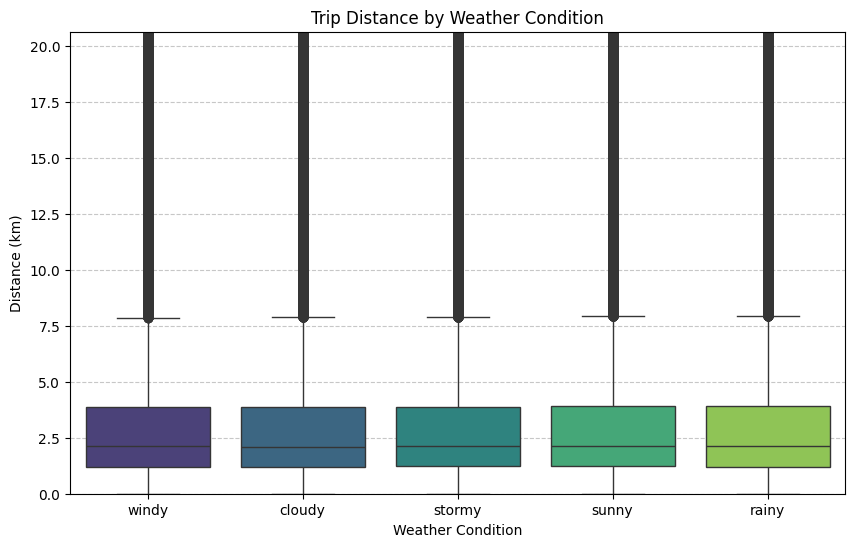 Trip Distance by Weather Condition
20.0
17.5
15.0
12.5
10.0
7.5
5.0
2.5
0.0
Distance (km)
windy cloudy stormy sunny rainy
Weather Condition